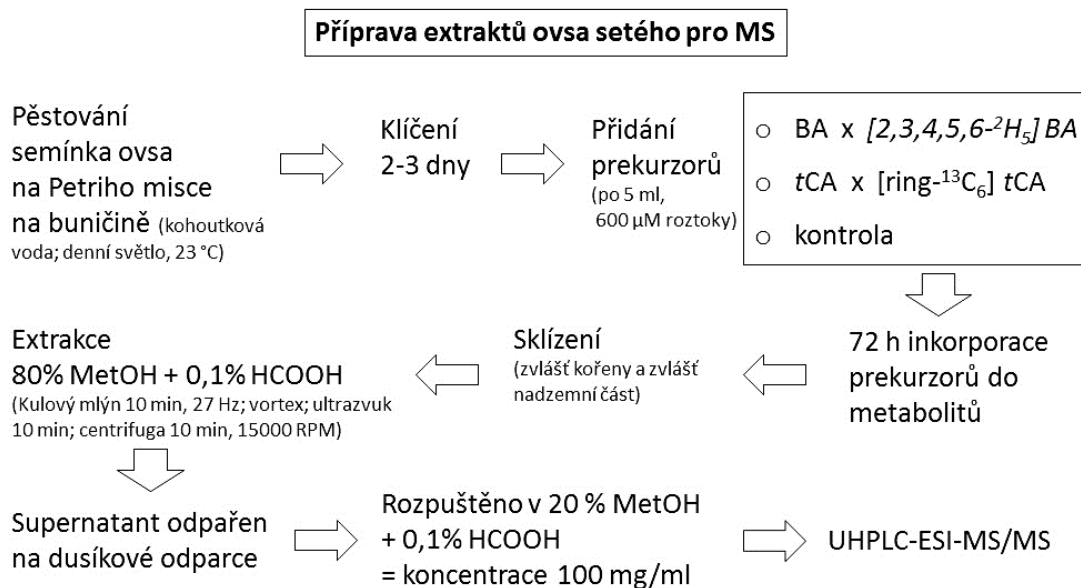 Příprava extraktů ovsa setého pro MS
Pěstování
semínka ovsa
na Petriho misce
na buničině (kohoutková
voda; denní světlo, 23 °C)
Klíčení
2-3 dny
Přidání
prekurzorů
(po 5 ml,
600 µM roztoky)
o BA x [2,3,4,5,6-²H₅] BA
o tCA x [ring-¹³C₆] tCA
o kontrola
72 h inkorporace
prekurzorů do
metabolitů
Sklízení
(zvlášť kořeny a zvlášť
nadzemní část)
Extrakce
80% MetOH + 0,1% HCOOH
(Kulový mlýn 10 min, 27 Hz; vortex; ultrazvuk
10 min; centrifuga 10 min, 15000 RPM)
Supernatant odpařen
na dusíkové odparce
Rozpuštěno v 20 % MetOH
+ 0,1% HCOOH
= koncentrace 100 mg/ml
UHPLC-ESI-MS/MS